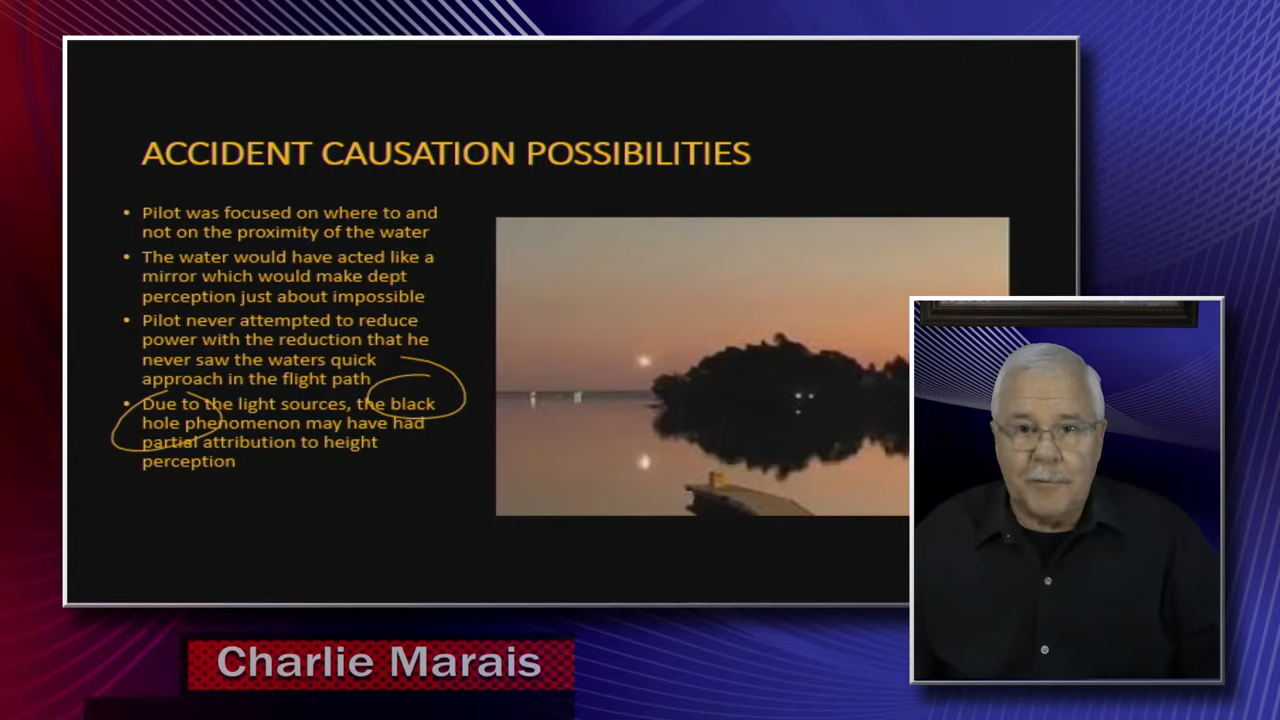 ACCIDENT CAUSATION POSSIBILITIES
• Pilot was focused on where to and
not on the proximity of the water
• The water would have acted like a
mirror which would make dept
perception just about impossible
• Pilot never attempted to reduce
power with the reduction that he
never saw the waters quick
approach in the flight path
• Due to the light sources, the black
hole phenomenon may have had
partial attribution to height
perception
Charlie Marais